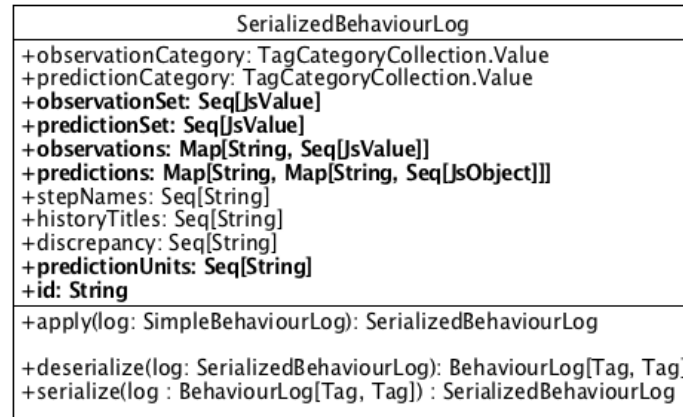 SerializedBehaviourLog
+observationCategory: TagCategoryCollection.Value
+predictionCategory: TagCategoryCollection.Value
+observationSet: Seq[JsValue]
+predictionSet: Seq[JsValue]
+observations: Map[String, Seq[JsValue]]
+predictions: Map[String, Map[String, Seq[JsObject]]]
+stepNames: Seq[String]
+historyTitles: Seq[String]
+discrepancy: Seq[String]
+predictionUnits: Seq[String]
+id: String
+apply(log: SimpleBehaviourLog): SerializedBehaviourLog
+deserialize(log: SerializedBehaviourLog): BehaviourLog[Tag, Tag]
+serialize(log : BehaviourLog[Tag, Tag]) : SerializedBehaviourLog